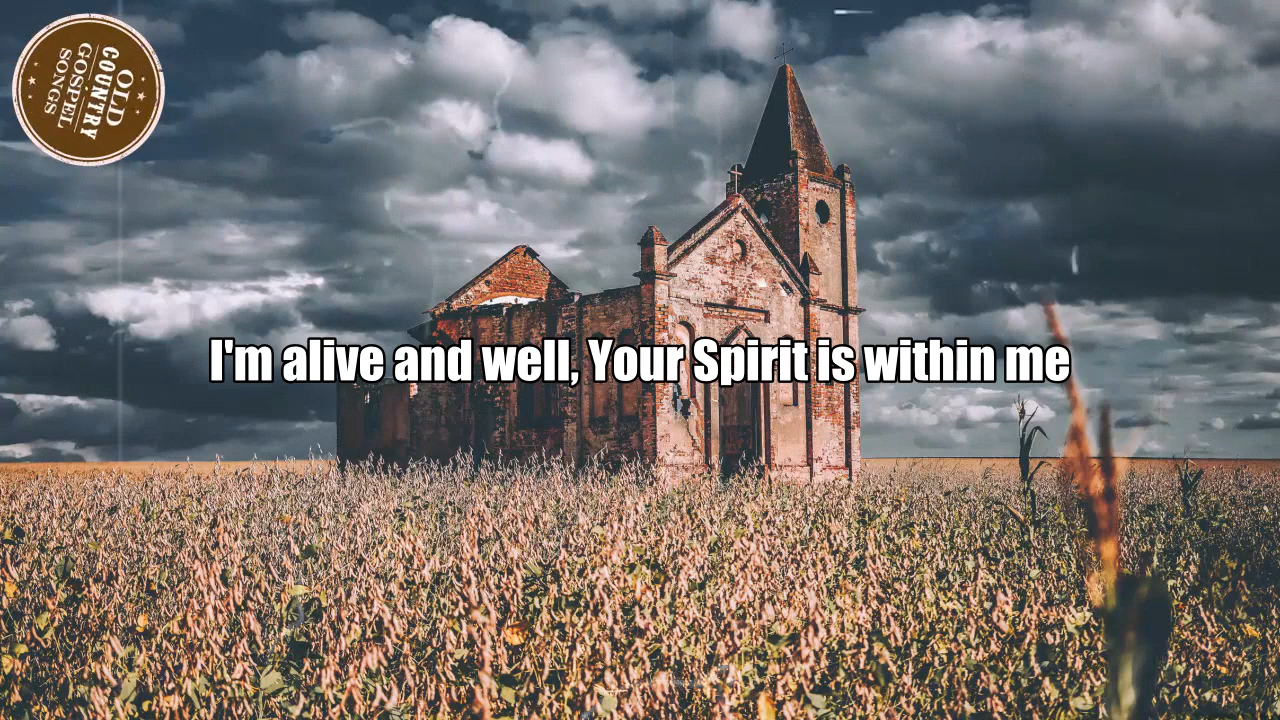 OLD
COUNTRY
GOSPEL
SONGS
I'm alive and well, Your Spirit is within me